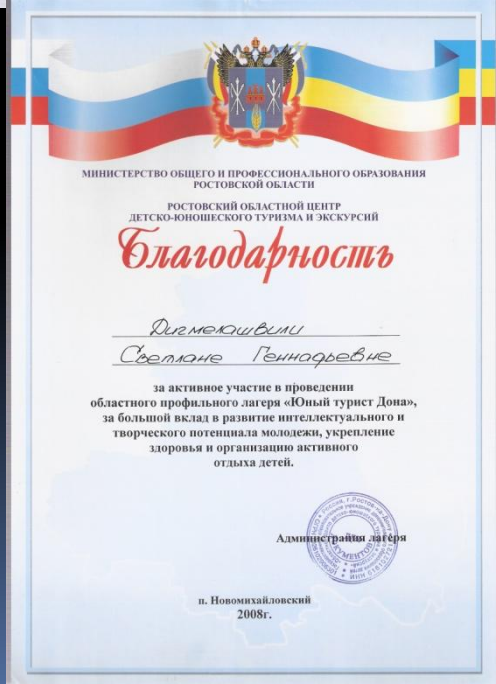 МИНИСТЕРСТВО ОБЩЕГО И ПРОФЕССИОНАЛЬНОГО ОБРАЗОВАНИЯ
РОСТОВСКОЙ ОБЛАСТИ
РОСТОВСКИЙ ОБЛАСТНОЙ ЦЕНТР
ДЕТСКО-ЮНОШЕСКОГО ТУРИЗМА И ЭКСКУРСИЙ
Благодарность
Дигмелашвили
Светлане Геннадьевне
за активное участие в проведении
областного профильного лагеря «Юный турист Дона»,
за большой вклад в развитие интеллектуального и
творческого потенциала молодежи, укрепление
здоровья и организацию активного
отдыха детей.
Администрация лагеря
п. Новомихайловский
2008г.